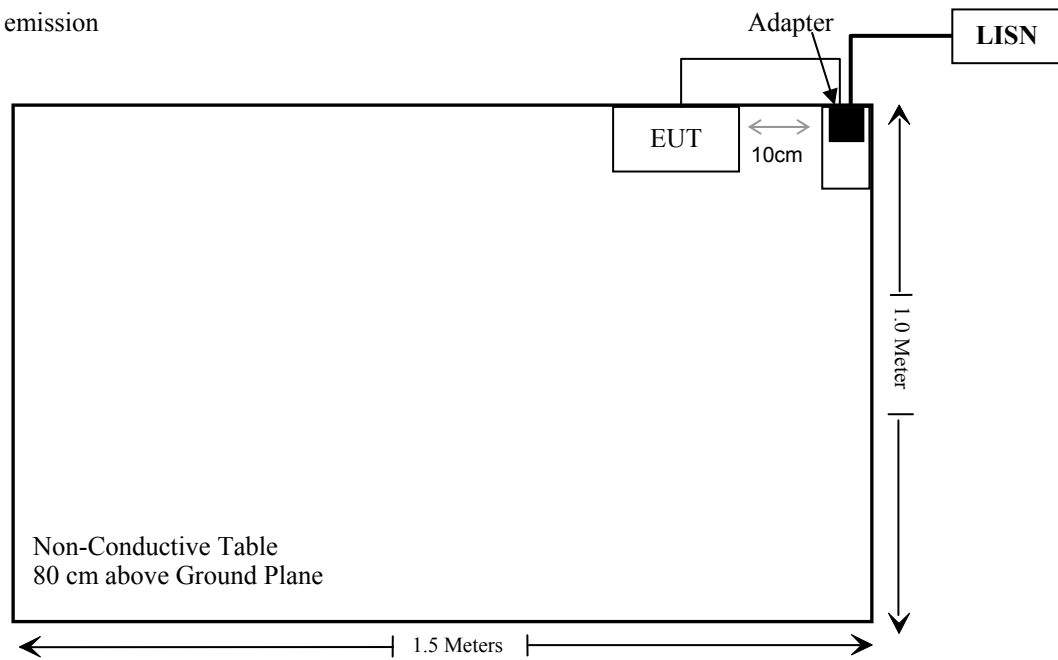 emission
Adapter
LISN
EUT
10cm
1.0 Meter
Non-Conductive Table
80 cm above Ground Plane
1.5 Meters